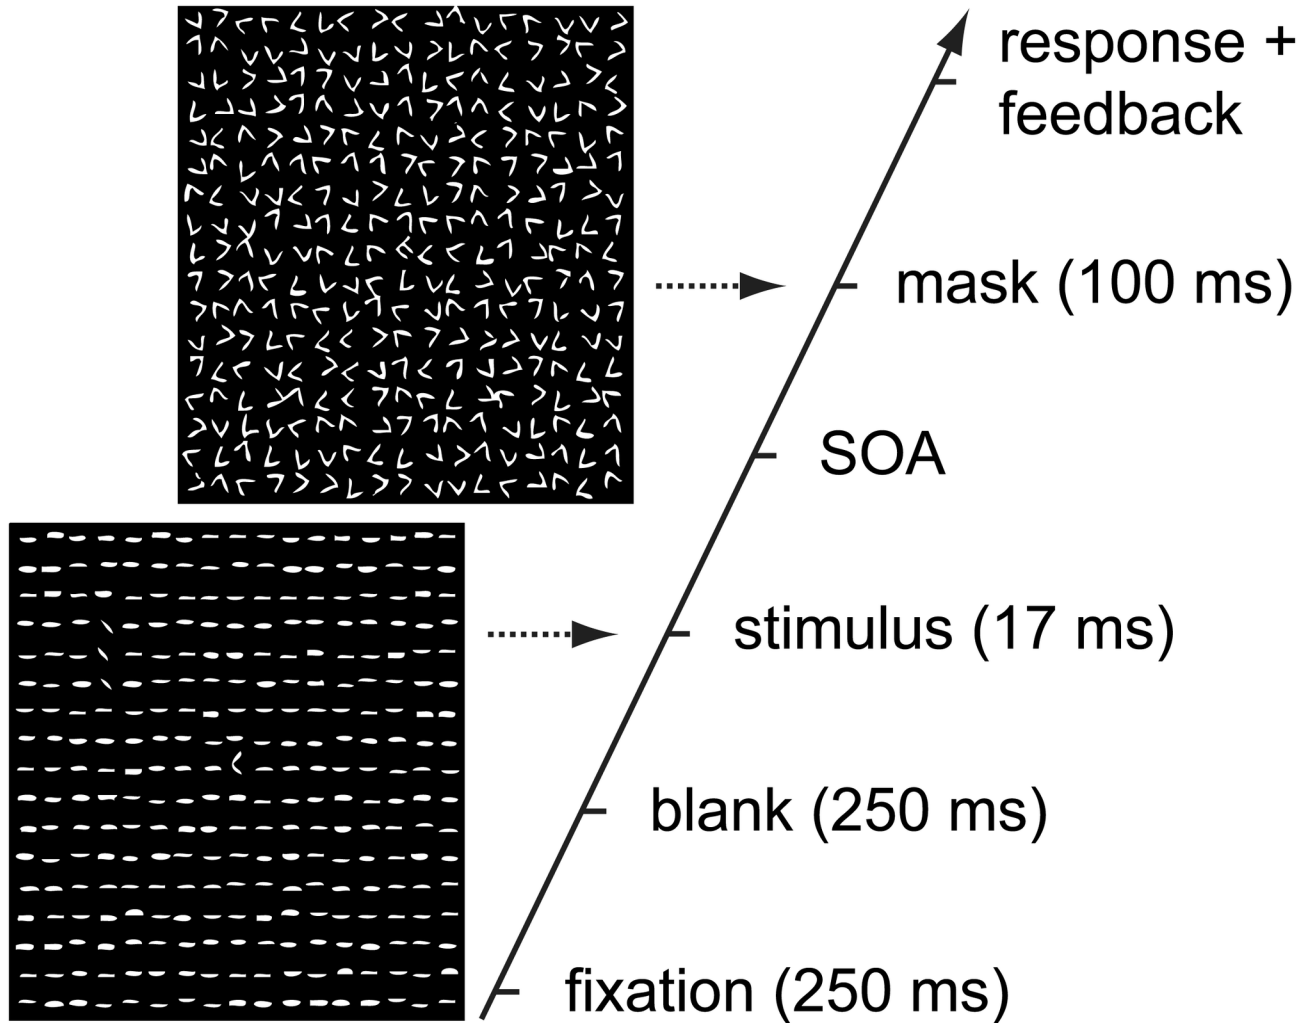 response +
feedback
mask (100 ms)
SOA
stimulus (17 ms)
blank (250 ms)
fixation (250 ms)